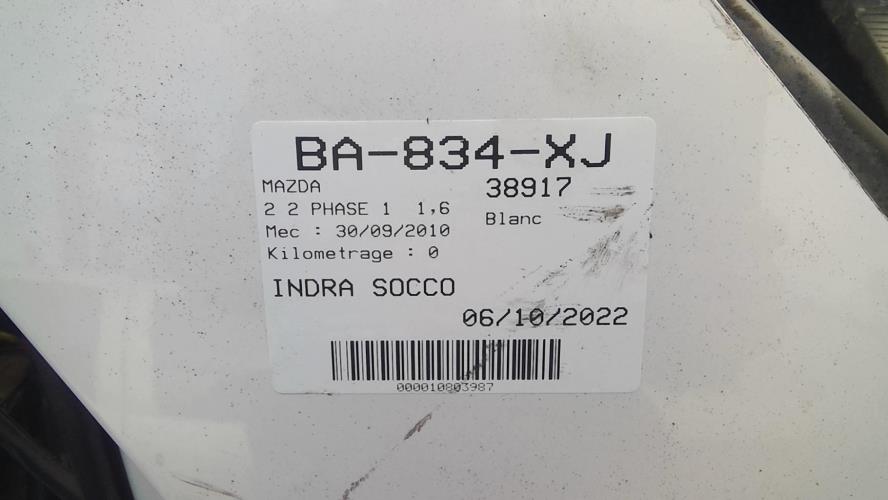 BA-834-XJ
MAZDA 38917
2 2 PHASE 1 1,6 Blanc
Mec : 30/09/2010
Kilometrage : 0
INDRA SOCCO
06/10/2022
000010803987